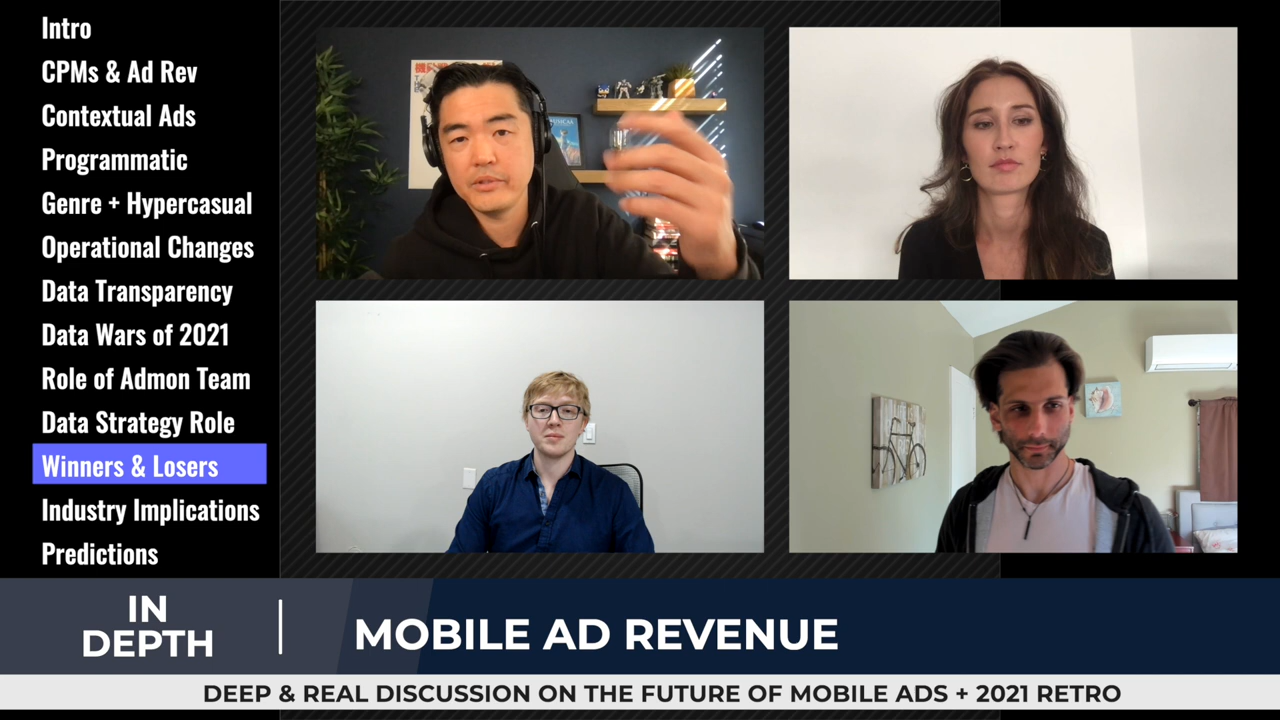 Intro
CPMs & Ad Rev
Contextual Ads
Programmatic
Genre + Hypercasual
Operational Changes
Data Transparency
Data Wars of 2021
Role of Admon Team
Data Strategy Role
Winners & Losers
Industry Implications
Predictions
IN
DEPTH
MOBILE AD REVENUE
DEEP & REAL DISCUSSION ON THE FUTURE OF MOBILE ADS + 2021 RETRO